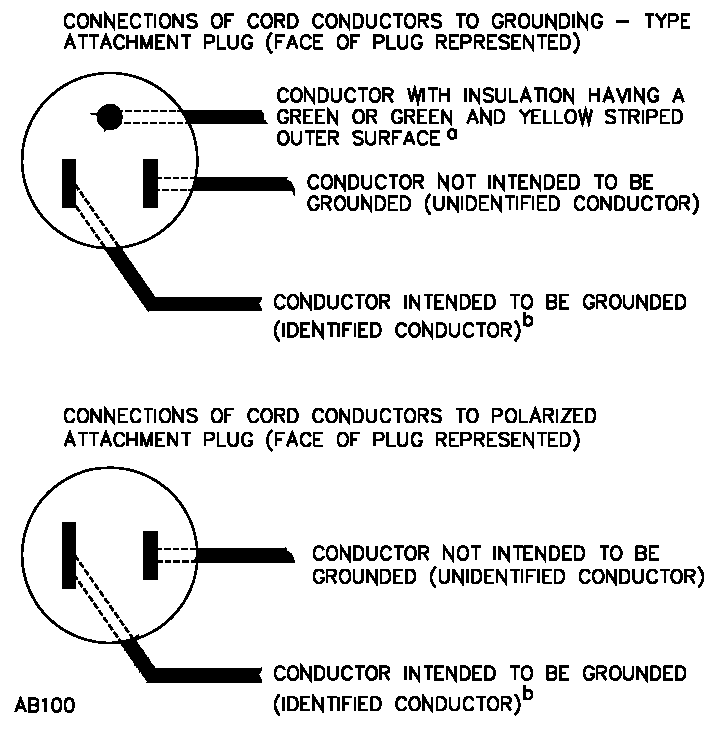 CONNECTIONS OF CORD CONDUCTORS TO GROUNDING – TYPE
ATTACHMENT PLUG (FACE OF PLUG REPRESENTED)
CONDUCTOR WITH INSULATION HAVING A
GREEN OR GREEN AND YELLOW STRIPED
OUTER SURFACE a
CONDUCTOR NOT INTENDED TO BE
GROUNDED (UNIDENTIFIED CONDUCTOR)
CONDUCTOR INTENDED TO BE GROUNDED
(IDENTIFIED CONDUCTOR)b
CONNECTIONS OF CORD CONDUCTORS TO POLARIZED
ATTACHMENT PLUG (FACE OF PLUG REPRESENTED)
CONDUCTOR NOT INTENDED TO BE
GROUNDED (UNIDENTIFIED CONDUCTOR)
CONDUCTOR INTENDED TO BE GROUNDED
(IDENTIFIED CONDUCTOR)b
AB100